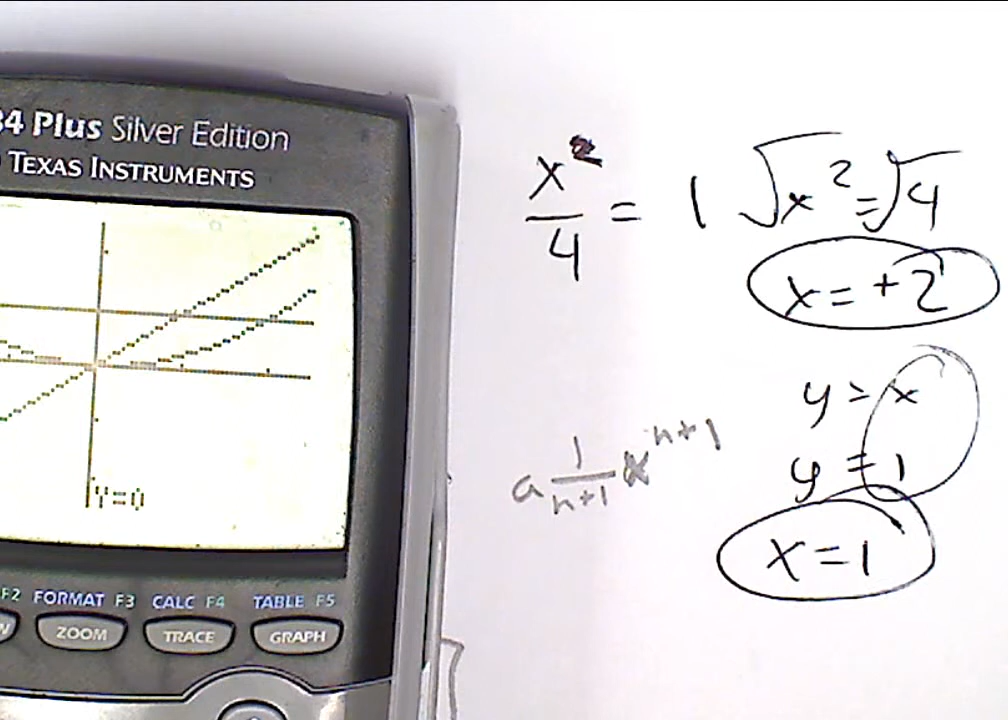 84 Plus Silver Edition
TEXAS INSTRUMENTS
Y=0
F2 FORMAT F3 CALC F4 TABLE F5
W ZOOM TRACE GRAPH
x²/4 = 1
√x² = √4
x = +2
y = x
y = 1
x = 1
a 1/(n+1) x^(n+1)